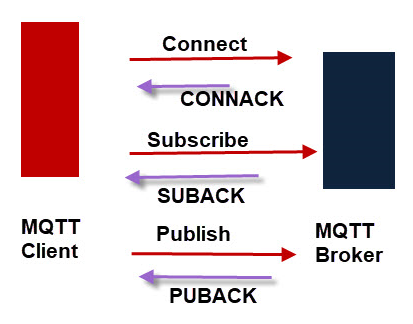 Connect
CONNACK
Subscribe
SUBACK
MQTT
Client
Publish
MQTT
Broker
PUBACK